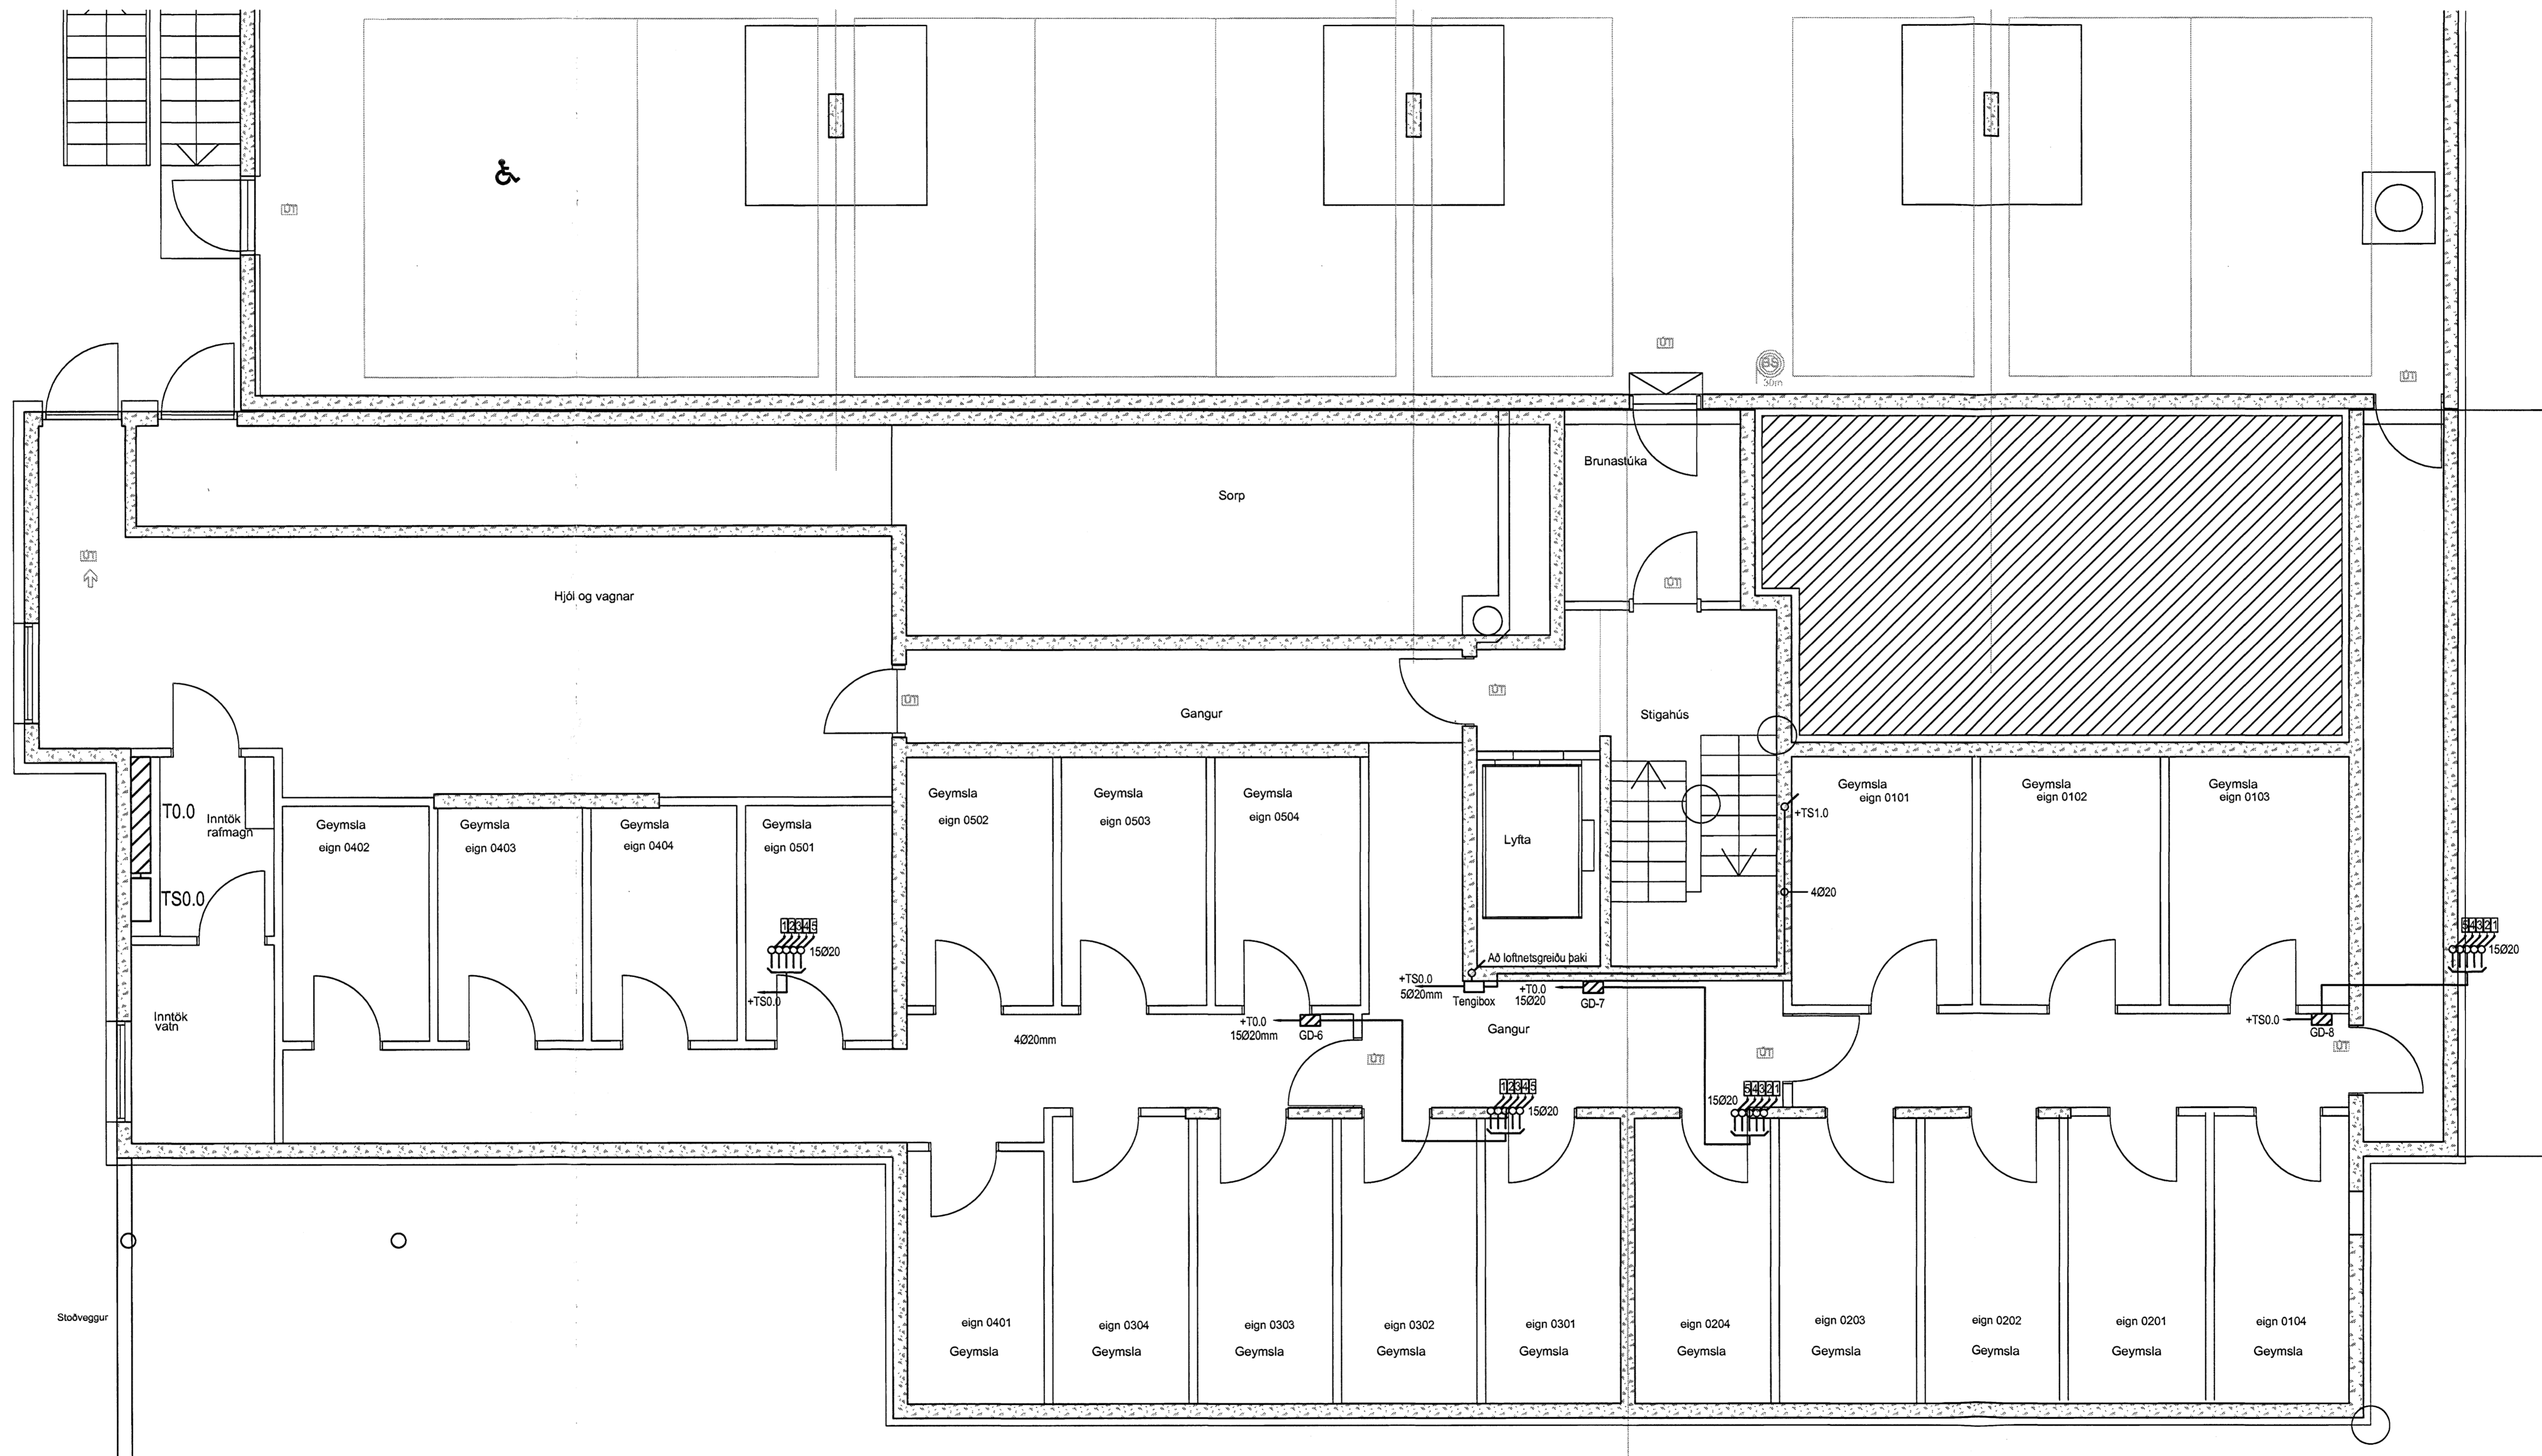 ÚT
ÚT
BS
30m
ÚT
Brunastúka
Sorp
ÚT
ÚT
Hjól og vagnar
ÚT
ÚT
Gangur
Stigahús
T0.0
Inntök
rafmagn
TS0.0
Inntök
vatn
Geymsla
eign 0402
Geymsla
eign 0403
Geymsla
eign 0404
Geymsla
eign 0501
12345
15Ø20
+TS0.0
Geymsla
eign 0502
Geymsla
eign 0503
Geymsla
eign 0504
Lyfta
+TS1.0
4Ø20
Geymsla
eign 0101
Geymsla
eign 0102
Geymsla
eign 0103
54321
15Ø20
Að loftnetsgreiðu þaki
+TS0.0
5Ø20mm
Tengibox
+T0.0
15Ø20
GD-7
+T0.0
15Ø20mm
GD-6
Gangur
4Ø20mm
+TS0.0
GD-8
ÚT
ÚT
ÚT
12345
15Ø20
54321
15Ø20
Stoðveggur
eign 0401
Geymsla
eign 0304
Geymsla
eign 0303
Geymsla
eign 0302
Geymsla
eign 0301
Geymsla
eign 0204
Geymsla
eign 0203
Geymsla
eign 0202
Geymsla
eign 0201
Geymsla
eign 0104
Geymsla